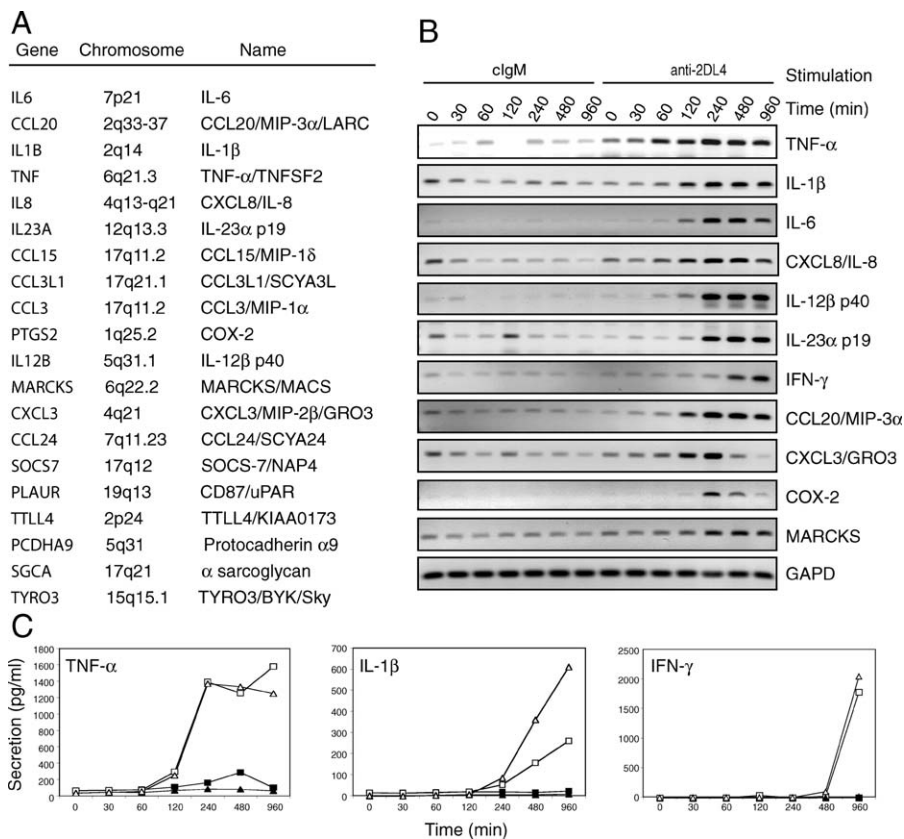 A
Gene Chromosome Name
IL6 7p21 IL-6
CCL20 2q33-37 CCL20/MIP-3α/LARC
IL1B 2q14 IL-1β
TNF 6q21.3 TNF-α/TNFSF2
IL8 4q13-q21 CXCL8/IL-8
IL23A 12q13.3 IL-23α p19
CCL15 17q11.2 CCL15/MIP-1δ
CCL3L1 17q21.1 CCL3L1/SCYA3L
CCL3 17q11.2 CCL3/MIP-1α
PTGS2 1q25.2 COX-2
IL12B 5q31.1 IL-12β p40
MARCKS 6q22.2 MARCKS/MACS
CXCL3 4q21 CXCL3/MIP-2β/GRO3
CCL24 7q11.23 CCL24/SCYA24
SOCS7 17q12 SOCS-7/NAP4
PLAUR 19q13 CD87/uPAR
TTLL4 2p24 TTLL4/KIAA0173
PCDHA9 5q31 Protocadherin α9
SGCA 17q21 α sarcoglycan
TYRO3 15q15.1 TYRO3/BYK/Sky
B
cIgM anti-2DL4 Stimulation
0 30 60 120 240 480 960 0 30 60 120 240 480 960 Time (min)
TNF-α
IL-1β
IL-6
CXCL8/IL-8
IL-12β p40
IL-23α p19
IFN-γ
CCL20/MIP-3α
CXCL3/GRO3
COX-2
MARCKS
GAPD
C
Secretion (pg/ml)
TNF-α
1800
1600
1400
1200
1000
800
600
400
200
0
0 30 60 120 240 480 960
IL-1β
700
600
500
400
300
200
100
0
0 30 60 120 240 480 960
IFN-γ
2500
2000
1500
1000
500
0
0 30 60 120 240 480 960
Time (min)